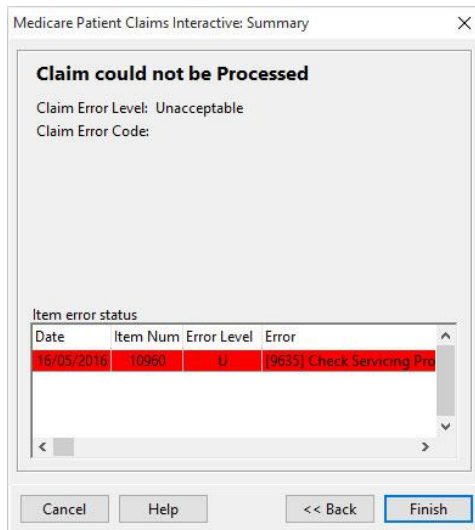 Medicare Patient Claims Interactive: Summary
Claim could not be Processed
Claim Error Level: Unacceptable
Claim Error Code:
Item error status
Date Item Num Error Level Error
16/05/2016 10960 U [9635] Check Servicing Pro
Cancel Help << Back Finish